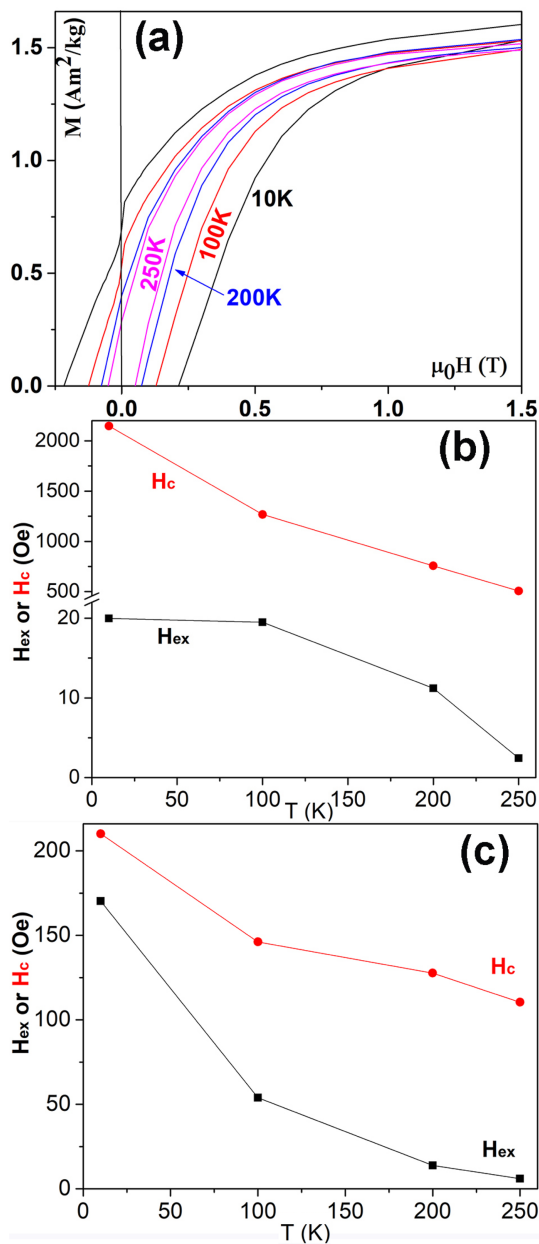 (a)
M (Am²/kg)
1.5
1.0
0.5
0.0
10K
100K
250K
200K
μ₀H (T)
0.0 0.5 1.0 1.5
(b)
Hex or Hc (Oe)
2000
1500
1000
500
20
10
0
Hc
Hex
0 50 100 150 200 250
T (K)
(c)
Hex or Hc (Oe)
200
150
100
50
0
Hc
Hex
0 50 100 150 200 250
T (K)